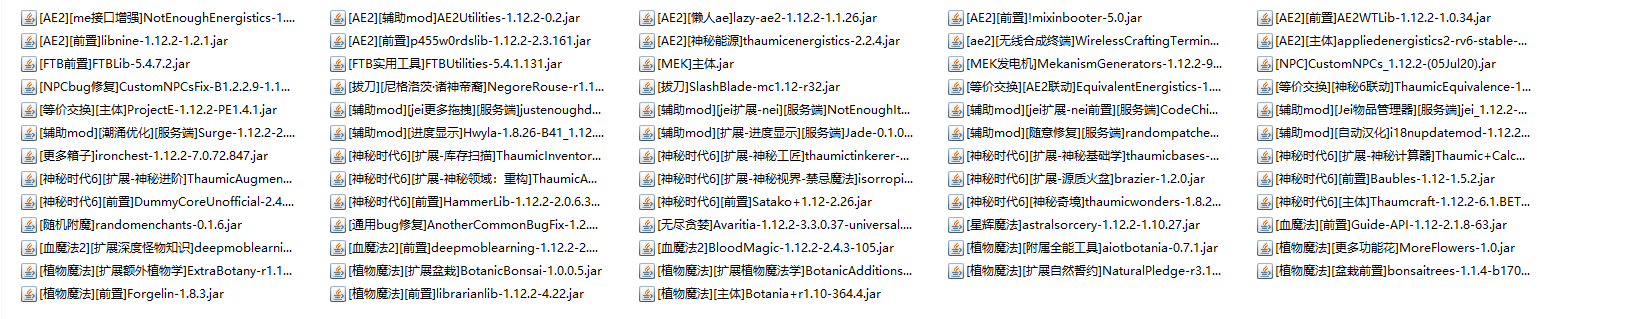 [AE2][me接口增强]NotEnoughEnergistics-1....
[AE2][辅助mod]AE2Utilities-1.12.2-0.2.jar
[AE2][懒人ae]lazy-ae2-1.12.2-1.1.26.jar
[AE2][前置]!mixinbooter-5.0.jar
[AE2][前置]AE2WTLib-1.12.2-1.0.34.jar
[AE2][前置]libnine-1.12.2-1.2.1.jar
[AE2][前置]p455w0rdslib-1.12.2-2.3.161.jar
[AE2][神秘能源]thaumicenergistics-2.2.4.jar
[ae2][无线合成终端]WirelessCraftingTermin...
[AE2][主体]appliedenergistics2-rv6-stable-...
[FTB前置]FTBLib-5.4.7.2.jar
[FTB实用工具]FTBUtilities-5.4.1.131.jar
[MEK]主体.jar
[MEK发电机]MekanismGenerators-1.12.2-9...
[NPC]CustomNPCs_1.12.2-(05Jul20).jar
[NPCbug修复]CustomNPCsFix-B1.2.2.9-1.1...
[拔刀][尼格洛茨·诸神帝裔]NegoreRouse-r1.1...
[拔刀]SlashBlade-mc1.12-r32.jar
[等价交换][AE2联动]EquivalentEnergistics-1....
[等价交换][神秘6联动]ThaumicEquivalence-1...
[等价交换][主体]ProjectE-1.12.2-PE1.4.1.jar
[辅助mod][jei更多拖拽][服务端]justenoughd...
[辅助mod][jei扩展-nei][服务端]NotEnoughIt...
[辅助mod][jei扩展-nei前置][服务端]CodeChi...
[辅助mod][Jei物品管理器][服务端]jei_1.12.2-...
[辅助mod][潮涌优化][服务端]Surge-1.12.2-2....
[辅助mod][进度显示]Hwyla-1.8.26-B41_1.12...
[辅助mod][扩展-进度显示][服务端]Jade-0.1.0...
[辅助mod][随意修复][服务端]randompatche...
[辅助mod][自动汉化]i18nupdatemod-1.12.2...
[更多箱子]ironchest-1.12.2-7.0.72.847.jar
[神秘时代6][扩展-库存扫描]ThaumicInventor...
[神秘时代6][扩展-神秘工匠]thaumictinkerer-...
[神秘时代6][扩展-神秘基础学]thaumicbases-...
[神秘时代6][扩展-神秘计算器]Thaumic+Calc...
[神秘时代6][扩展-神秘进阶]ThaumicAugmen...
[神秘时代6][扩展-神秘领域：重构]ThaumicA...
[神秘时代6][扩展-神秘视界-禁忌魔法]isorropi...
[神秘时代6][扩展-源质火盆]brazier-1.2.0.jar
[神秘时代6][前置]Baubles-1.12-1.5.2.jar
[神秘时代6][前置]DummyCoreUnofficial-2.4....
[神秘时代6][前置]HammerLib-1.12.2-2.0.6.3...
[神秘时代6][前置]Satako+1.12-2.26.jar
[神秘时代6][神秘奇境]thaumicwonders-1.8.2...
[神秘时代6][主体]Thaumcraft-1.12.2-6.1.BET...
[随机附魔]randomenchants-0.1.6.jar
[通用bug修复]AnotherCommonBugFix-1.2....
[无尽贪婪]Avaritia-1.12.2-3.3.0.37-universal....
[星辉魔法]astralsorcery-1.12.2-1.10.27.jar
[血魔法][前置]Guide-API-1.12-2.1.8-63.jar
[血魔法2][扩展深度怪物知识]deepmoblearni...
[血魔法2][前置]deepmoblearning-1.12.2-2....
[血魔法2]BloodMagic-1.12.2-2.4.3-105.jar
[植物魔法][附属全能工具]aiotbotania-0.7.1.jar
[植物魔法][更多功能花]MoreFlowers-1.0.jar
[植物魔法][扩展额外植物学]ExtraBotany-r1.1...
[植物魔法][扩展盆栽]BotanicBonsai-1.0.0.5.jar
[植物魔法][扩展植物魔法学]BotanicAdditions...
[植物魔法][扩展自然誓约]NaturalPledge-r3.1...
[植物魔法][盆栽前置]bonsaitrees-1.1.4-b170...
[植物魔法][前置]Forgelin-1.8.3.jar
[植物魔法][前置]librarianlib-1.12.2-4.22.jar
[植物魔法][主体]Botania+r1.10-364.4.jar